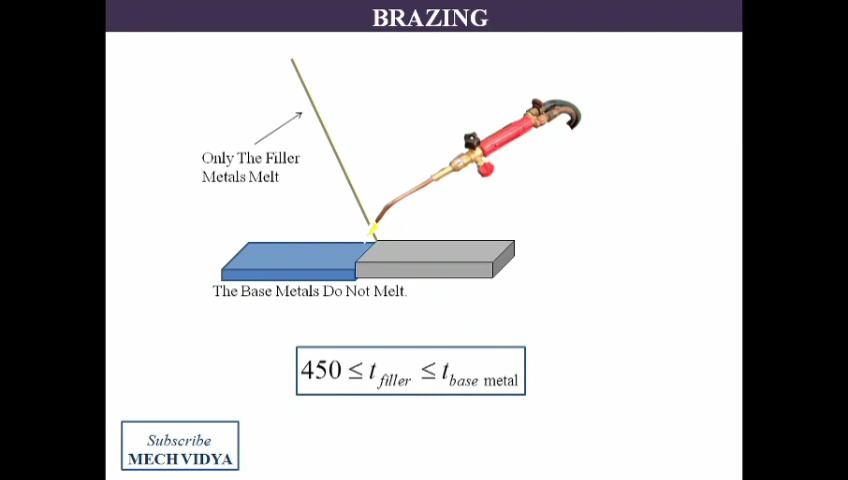 BRAZING
Only The Filler
Metals Melt
The Base Metals Do Not Melt.
450 ≤ t filler ≤ t base metal
Subscribe
MECH VIDYA